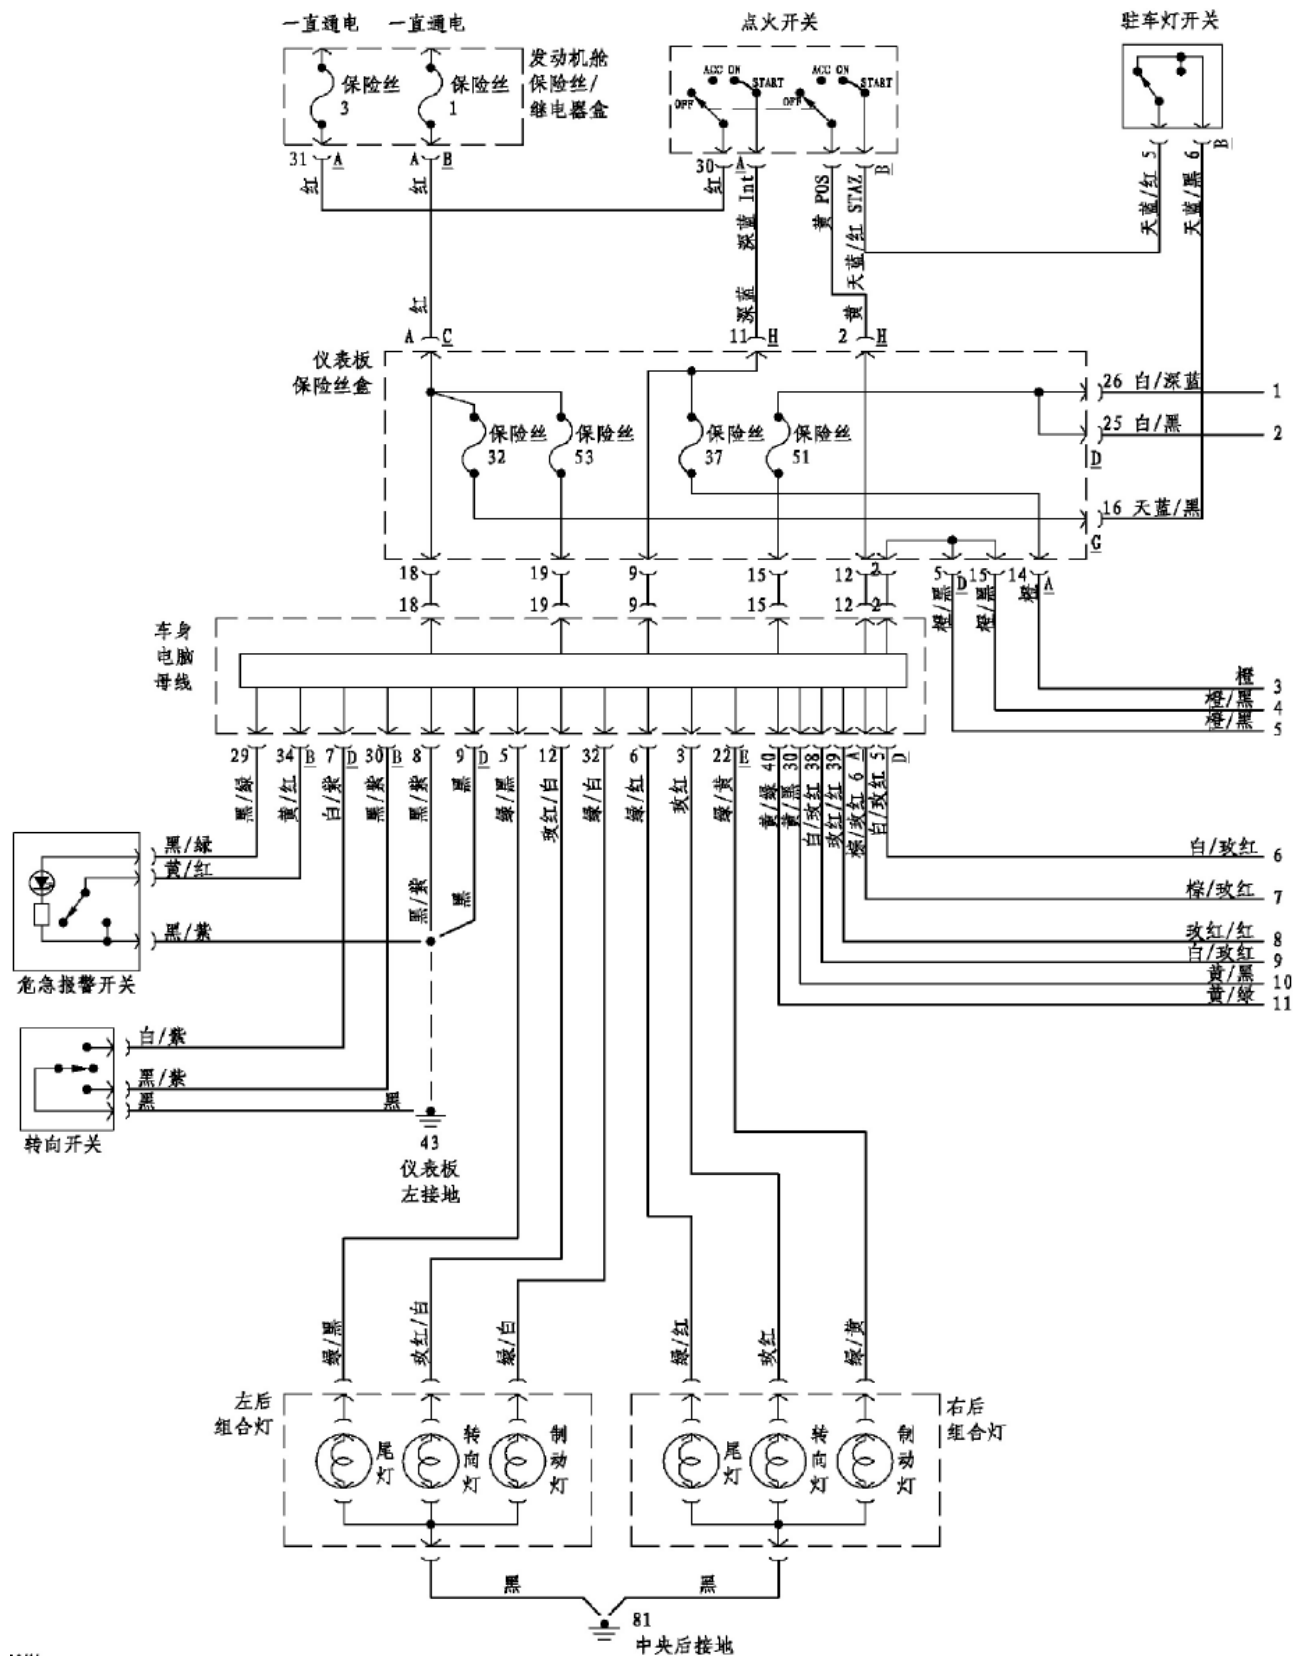 一直通电 一直通电 点火开关 驻车灯开关
发动机舱
保险丝/
继电器盒
保险丝
3
保险丝
1
ACC ON
START
OFF
ACC ON
START
OFF
31 A A B 30 A B 5 6 B
红 红 红 深蓝 Int 黄 POS 天蓝/红 STAZ 天蓝/红 天蓝/黑
红 深蓝 黄
A C 11 H 2 H
仪表板
保险丝盒
26 白/深蓝 1
25 白/黑 2
D
保险丝
32
保险丝
53
保险丝
37
保险丝
51
16 天蓝/黑
G
18 19 9 15 12 2 5 D 15 14 A
橙/黑 橙/黑 橙
18 19 9 15 12 2
车身
电脑
母线
橙 3
橙/黑 4
橙/黑 5
29 34 B 7 D 30 B 8 9 D 5 12 32 6 3 22 E 40 30 38 39 6 A 5 D
黑/绿 黄/红 白/紫 黑/紫 黑/紫 黑 绿/黑 玫红/白 绿/白 绿/红 玫红 绿/黄 黄/绿 黄/黑 白/玫红 玫红/红 棕/玫红 白/玫红
黑/绿
黄/红
黑/紫
黑/紫 黑
危急报警开关
白/玫红 6
棕/玫红 7
玫红/红 8
白/玫红 9
黄/黑 10
黄/绿 11
白/紫
黑/紫
黑 黑
转向开关
43
仪表板
左接地
绿/黑 玫红/白 绿/白 绿/红 玫红 绿/黄
左后
组合灯
右后
组合灯
尾灯 转向灯 制动灯 尾灯 转向灯 制动灯
黑 黑
81
中央后接地